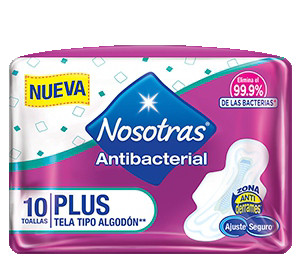 NUEVA
Elimina el
99.9%
DE LAS BACTERIAS*
Nosotras®
Antibacterial
10
TOALLAS
PLUS
TELA TIPO ALGODÓN**
ZONA
ANTI
derrames
Ajuste Seguro